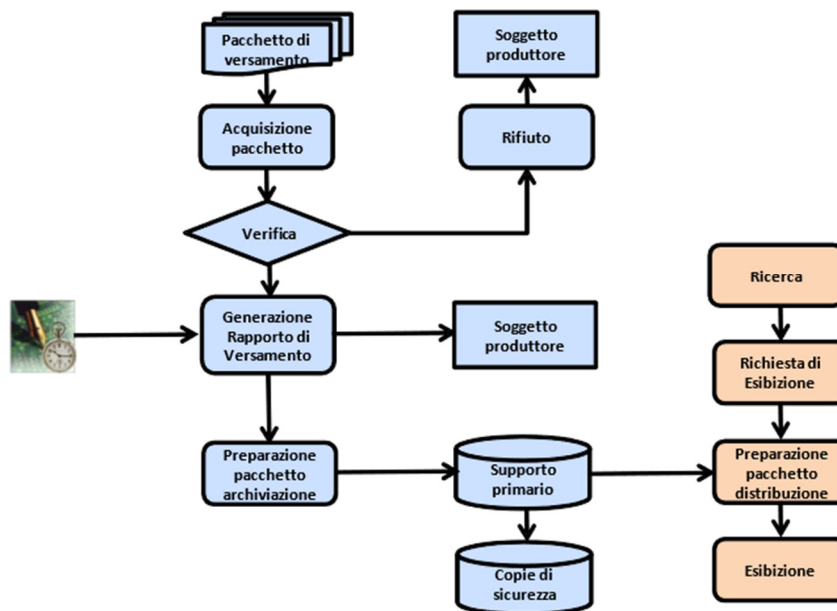 Pacchetto di
versamento
Soggetto
produttore
Acquisizione
pacchetto
Rifiuto
Verifica
Ricerca
Generazione
Rapporto di
Versamento
Soggetto
produttore
Richiesta di
Esibizione
Preparazione
pacchetto
archiviazione
Supporto
primario
Preparazione
pacchetto
distribuzione
Copie di
sicurezza
Esibizione